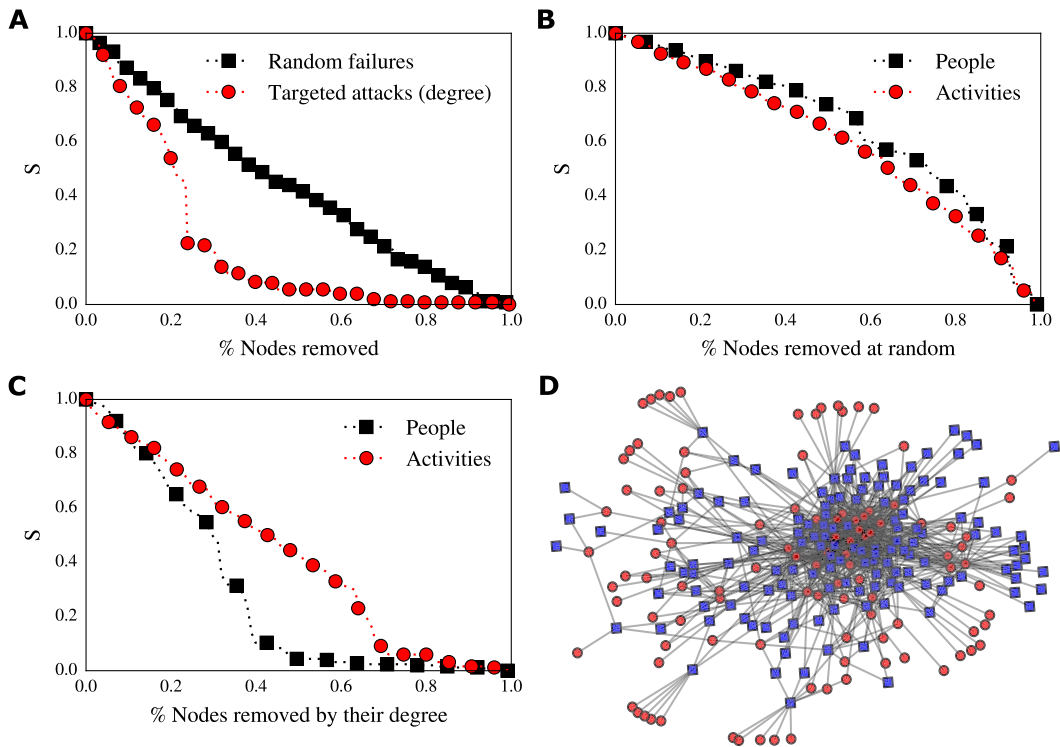 A
1.0
0.8
0.6
0.4
0.2
0.0
S
Random failures
Targeted attacks (degree)
0.0 0.2 0.4 0.6 0.8 1.0
% Nodes removed
B
1.0
0.8
0.6
0.4
0.2
0.0
S
People
Activities
0.0 0.2 0.4 0.6 0.8 1.0
% Nodes removed at random
C
1.0
0.8
0.6
0.4
0.2
0.0
S
People
Activities
0.0 0.2 0.4 0.6 0.8 1.0
% Nodes removed by their degree
D